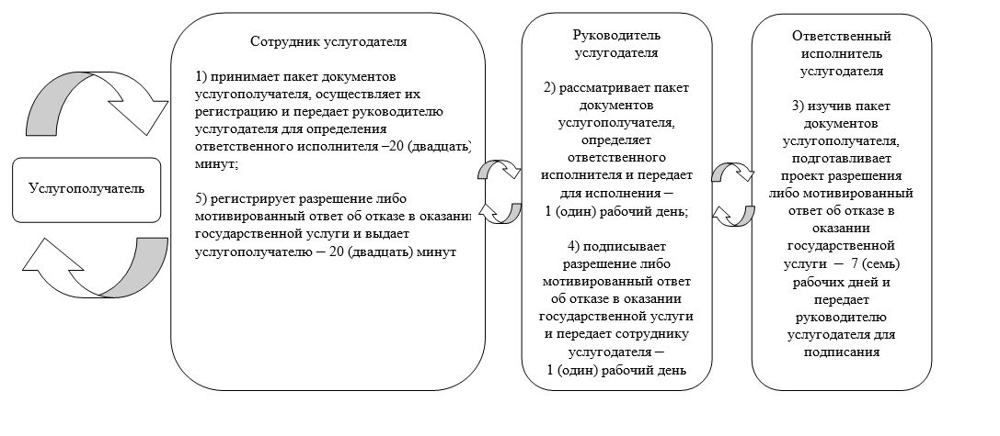 Услугополучатель
Сотрудник услугодателя
1) принимает пакет документов
услугополучателя, осуществляет их
регистрацию и передает руководителю
услугодателя для определения
ответственного исполнителя –20 (двадцать)
минут;
5) регистрирует разрешение либо
мотивированный ответ об отказе в оказани
государственной услуги и выдает
услугополучателю – 20 (двадцать) минут
Руководитель
услугодателя
2) рассматривает пакет
документов
услугополучателя,
определяет
ответственного
исполнителя и передает
для исполнения –
1 (один) рабочий день;
4) подписывает
разрешение либо
мотивированный ответ
об отказе в оказании
государственной услуги
и передает сотруднику
услугодателя –
1 (один) рабочий день
Ответственный
исполнитель
услугодателя
3) изучив пакет
документов
услугополучателя,
подготавливает
проект разрешения
либо мотивированный
ответ об отказе в
оказании
государственной
услуги – 7 (семь)
рабочих дней и
передает
руководителю
услугодателя для
подписания